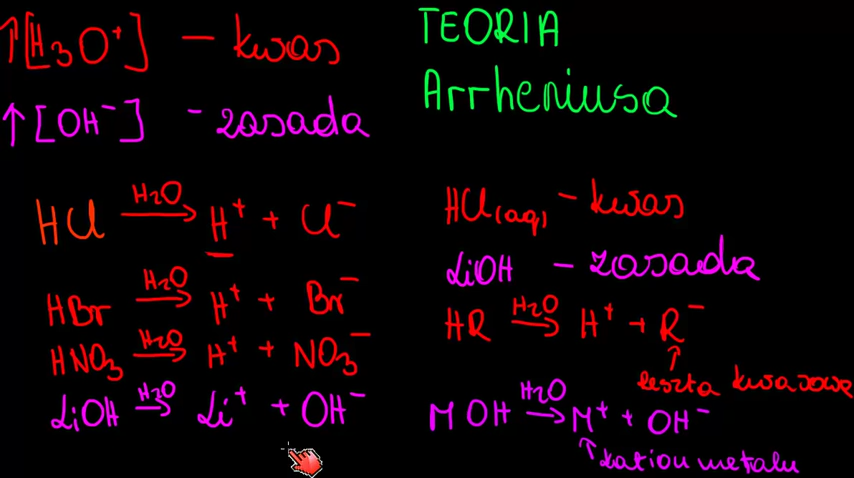 ↑[H₃O⁺] – kwas
↑[OH⁻] - zasada
HCl H₂O→ H⁺ + Cl⁻
HBr H₂O→ H⁺ + Br⁻
HNO₃ H₂O→ H⁺ + NO₃⁻
LiOH H₂O→ Li⁺ + OH⁻
TEORIA
Arrheniusa
HCl(aq) – kwas
LiOH – zasada
HR H₂O→ H⁺ + R⁻
↑
reszta kwasowa
M OH H₂O→ M⁺ + OH⁻
↑ kation metalu